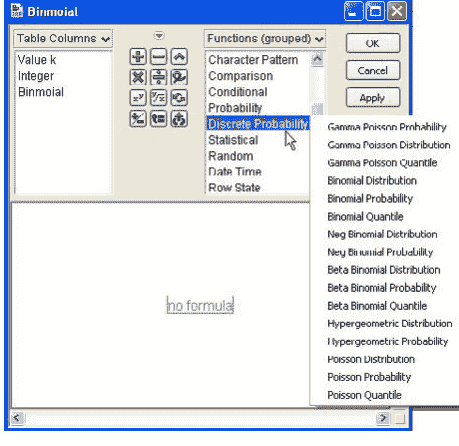 Binmoial
Table Columns
Functions (grouped)
OK
Cancel
Apply
Value k
Integer
Binmoial
Character Pattern
Comparison
Conditional
Probability
Discrete Probability
Statistical
Random
Date Time
Row State
Gamma Poisson Probability
Gamma Poisson Distribution
Gamma Poisson Quantile
Binomial Distribution
Binomial Probability
Binomial Quantile
Neg Binomial Distribution
Neg Binomial Probability
Beta Binomial Distribution
Beta Binomial Probability
Beta Binomial Quantile
Hypergeometric Distribution
Hypergeometric Probability
Poisson Distribution
Poisson Probability
Poisson Quantile
no formula